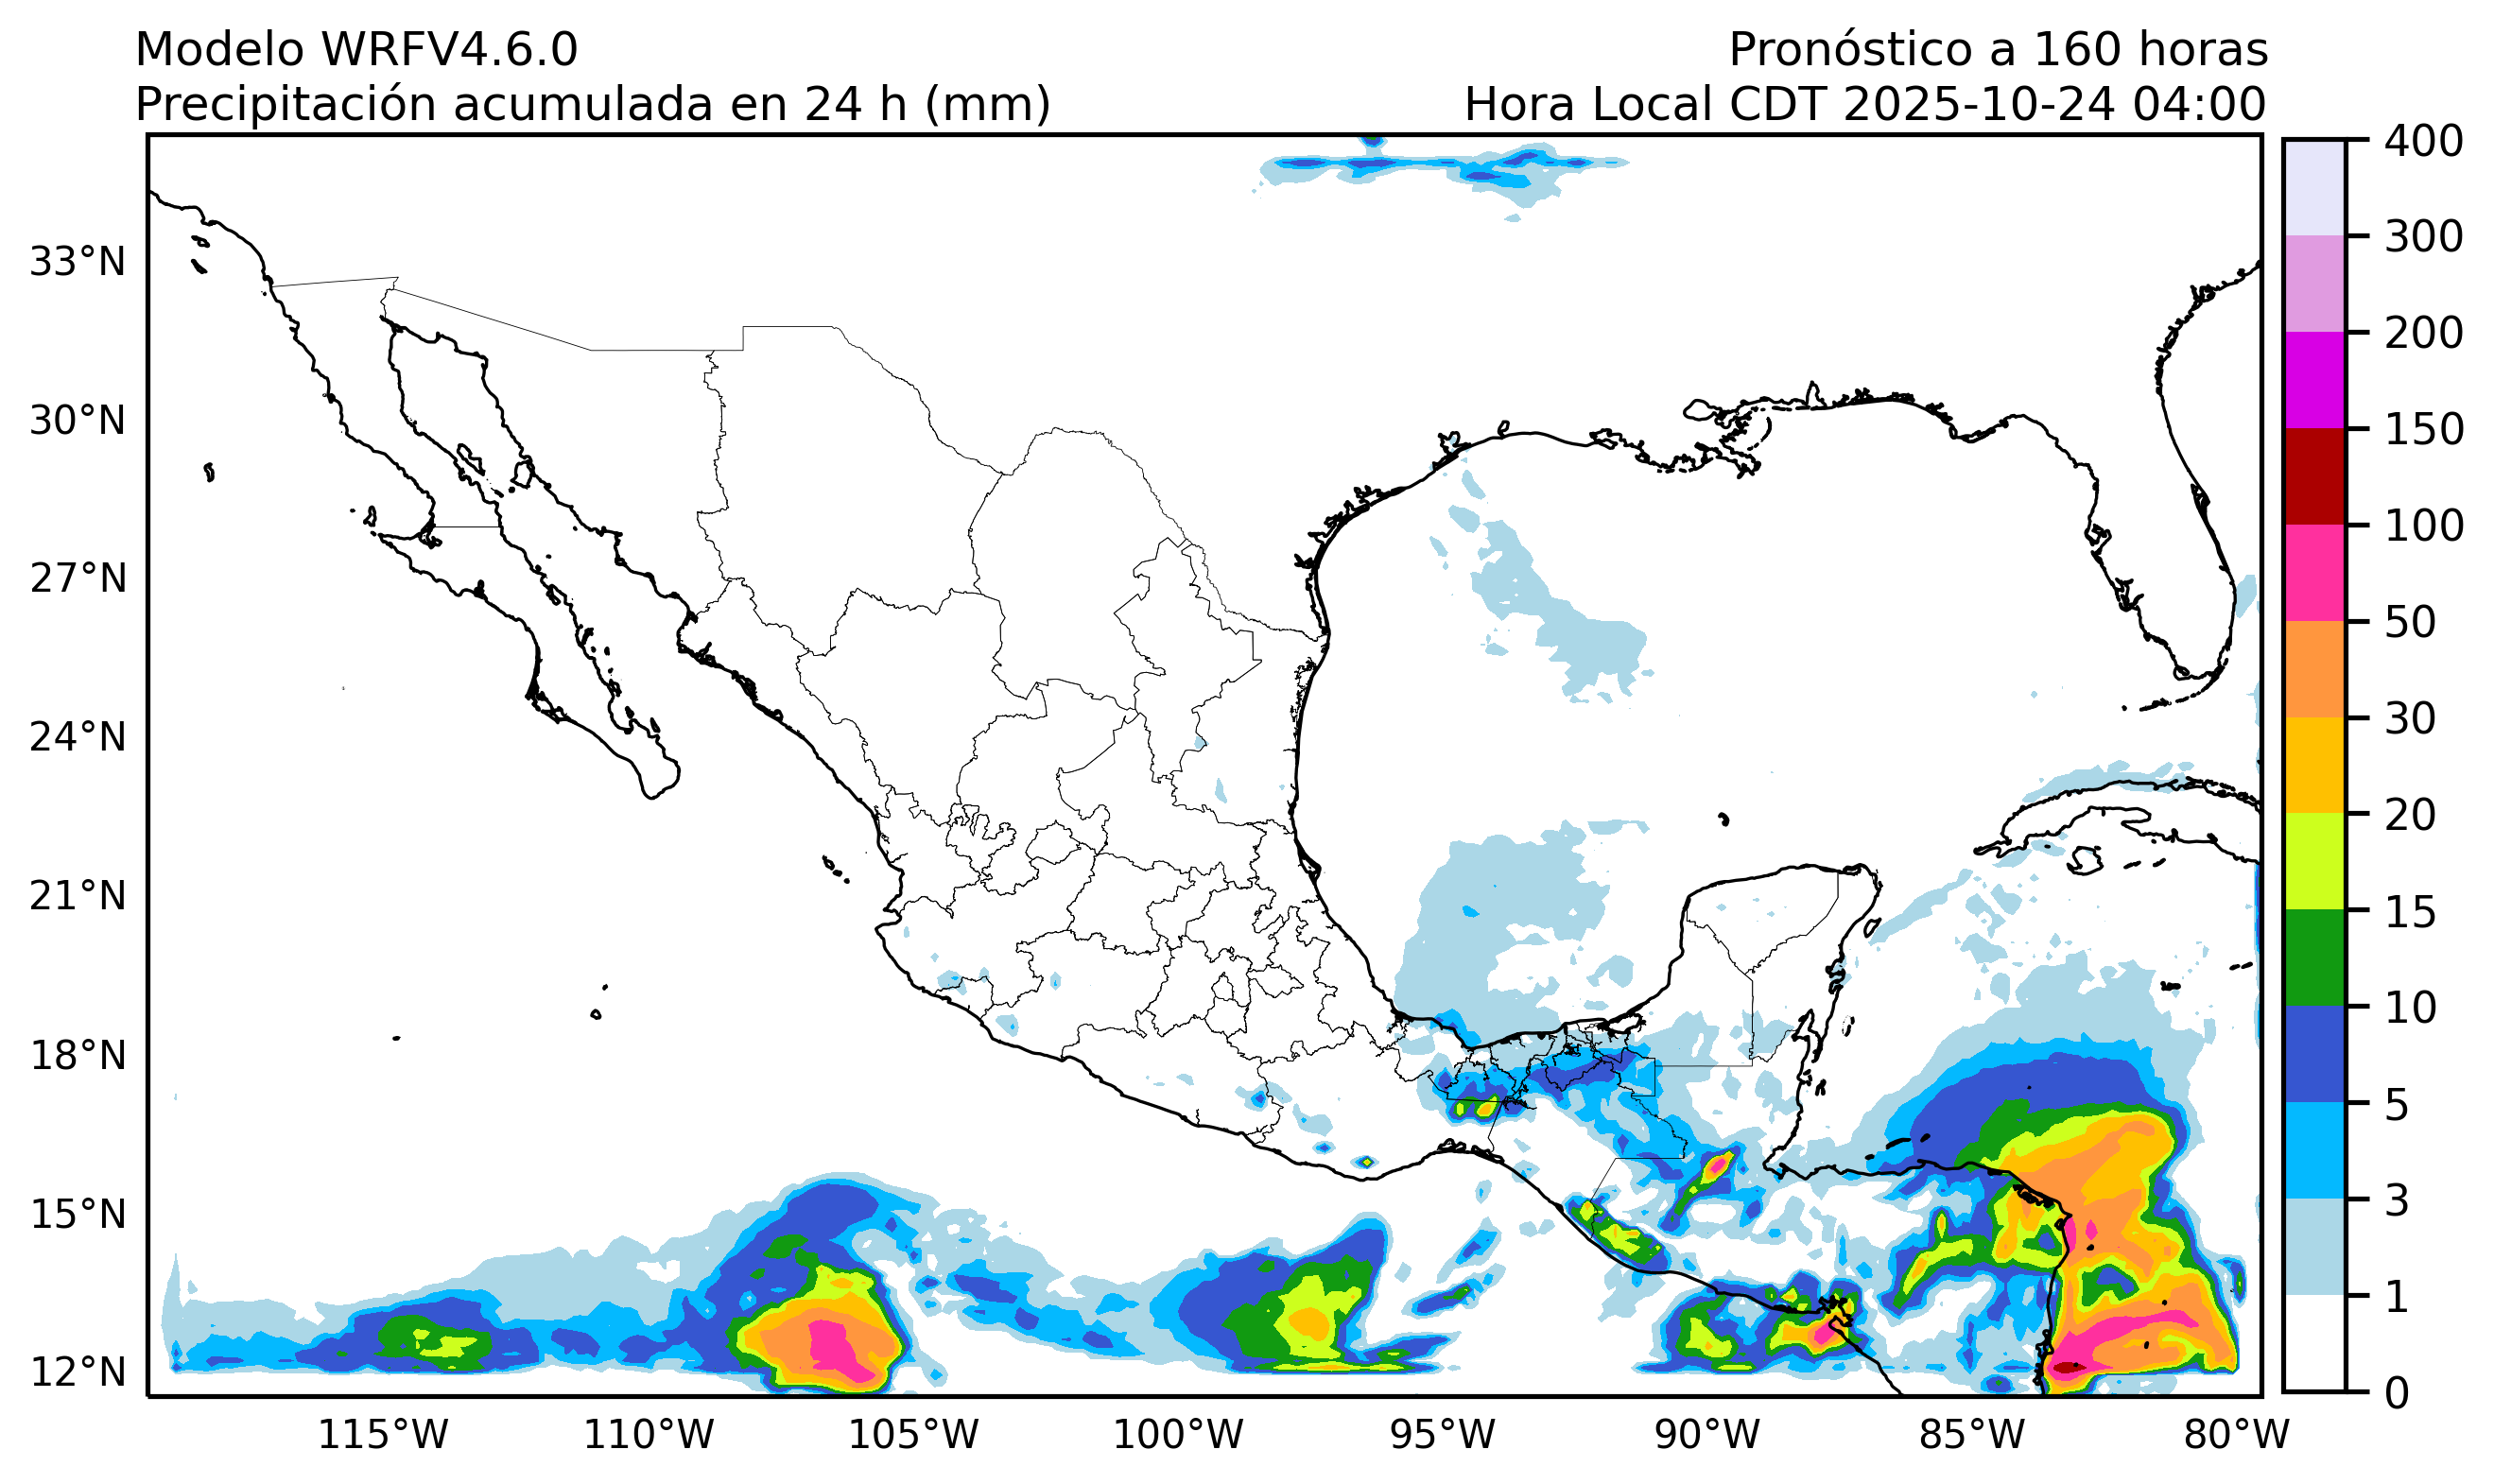 Modelo WRFV4.6.0
Pronóstico a 160 horas
Precipitación acumulada en 24 h (mm)
Hora Local CDT 2025-10-24 04:00
33°N
30°N
27°N
24°N
21°N
18°N
15°N
12°N
115°W
110°W
105°W
100°W
95°W
90°W
85°W
80°W
400
300
200
150
100
50
30
20
15
10
5
3
1
0